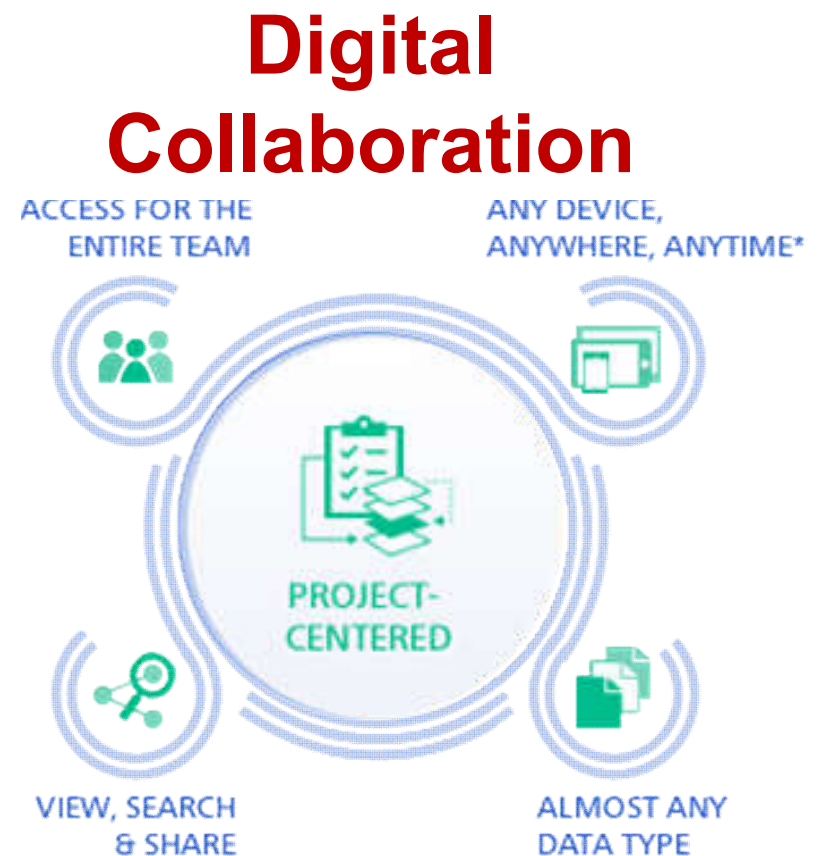 Digital
Collaboration
ACCESS FOR THE
ENTIRE TEAM
ANY DEVICE,
ANYWHERE, ANYTIME*
PROJECT-
CENTERED
VIEW, SEARCH
& SHARE
ALMOST ANY
DATA TYPE